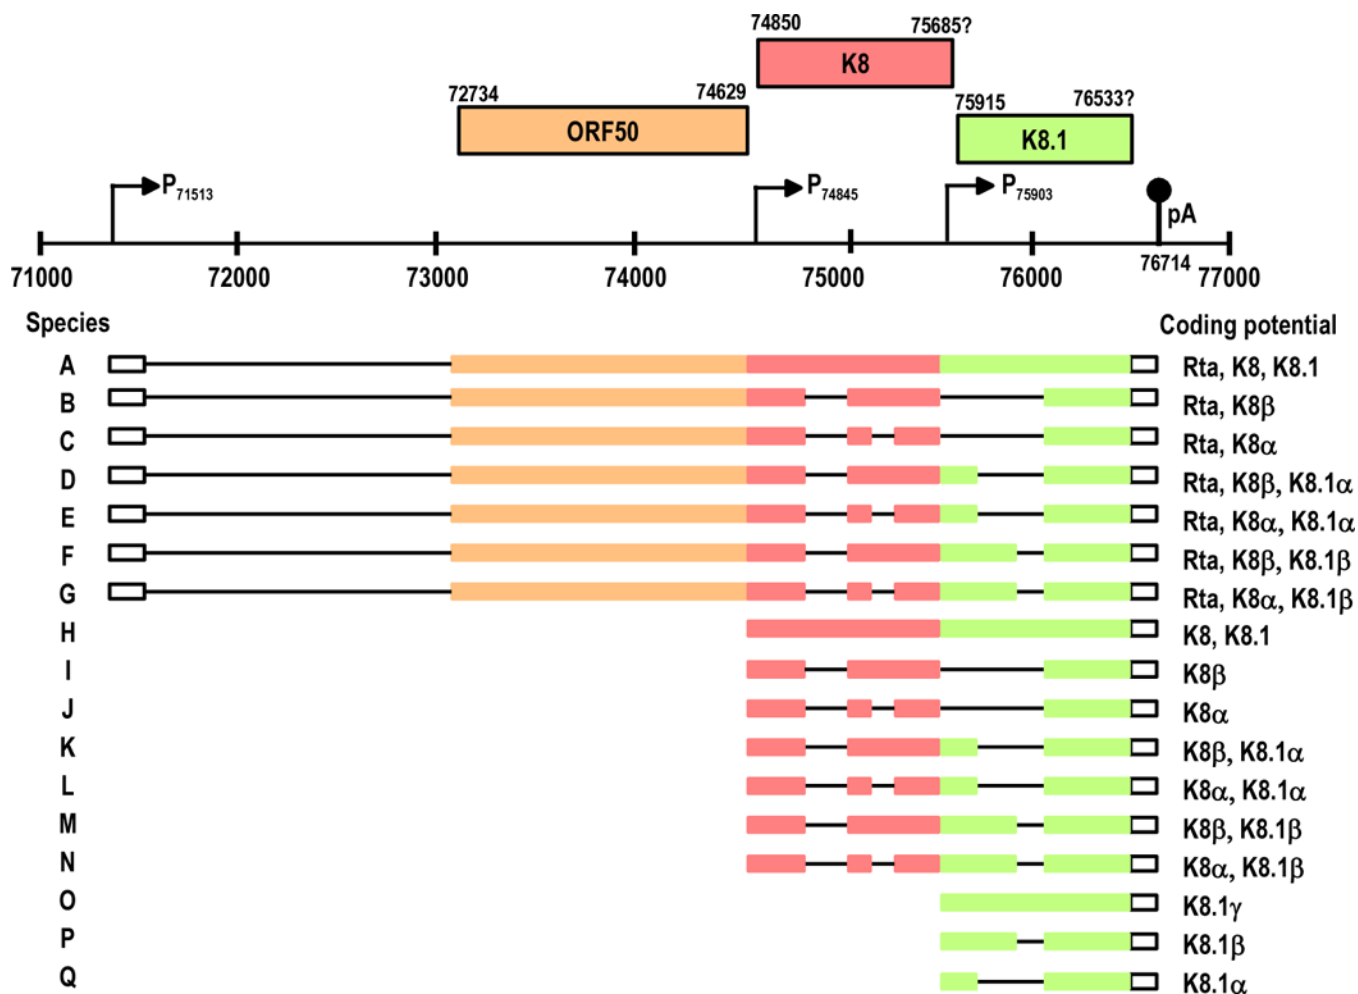 74850 75685?
K8
72734 74629
ORF50
75915 76533?
K8.1
P71513
P74845
P75903
pA
71000 72000 73000 74000 75000 76000 76714 77000
Species Coding potential
A Rta, K8, K8.1
B Rta, K8β
C Rta, K8α
D Rta, K8β, K8.1α
E Rta, K8α, K8.1α
F Rta, K8β, K8.1β
G Rta, K8α, K8.1β
H K8, K8.1
I K8β
J K8α
K K8β, K8.1α
L K8α, K8.1α
M K8β, K8.1β
N K8α, K8.1β
O K8.1γ
P K8.1β
Q K8.1α